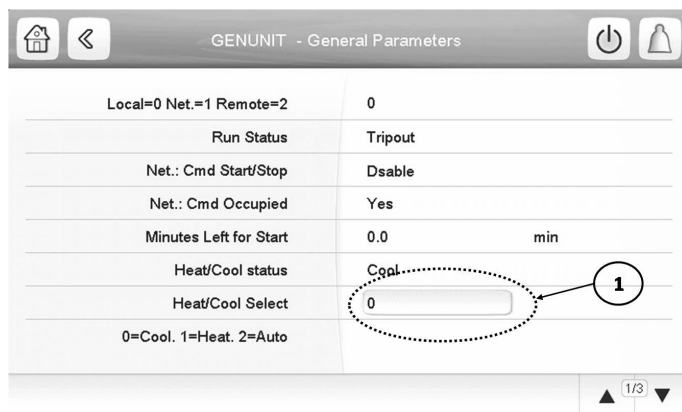 GENUNIT - General Parameters
Local=0 Net.=1 Remote=2 0
Run Status Tripout
Net.: Cmd Start/Stop Dsable
Net.: Cmd Occupied Yes
Minutes Left for Start 0.0 min
Heat/Cool status Cool
Heat/Cool Select 0
1
0=Cool. 1=Heat. 2=Auto
1/3